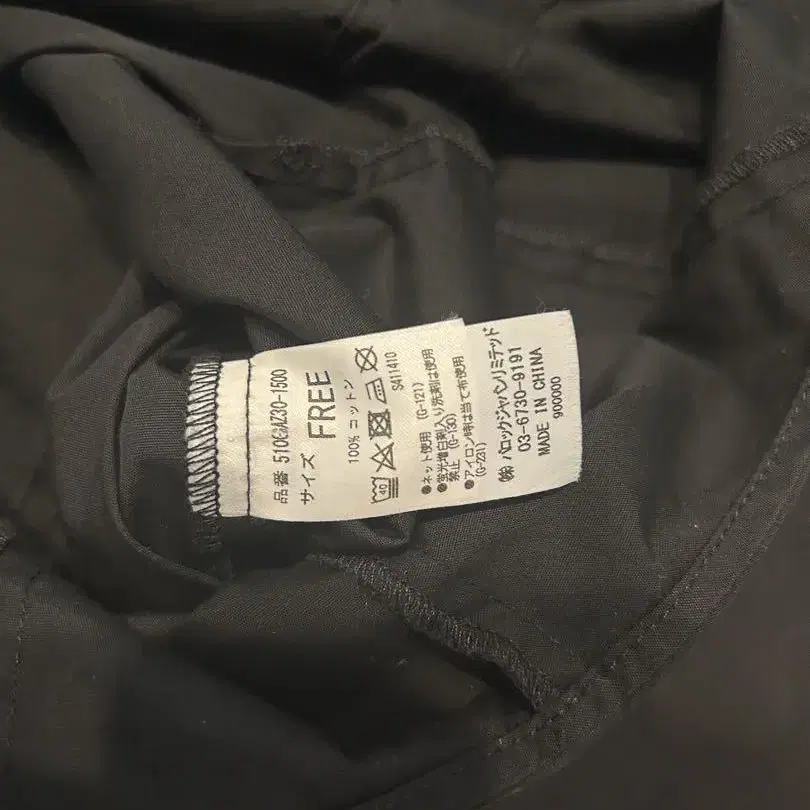 品番 510GAZ30-1500
サイズ FREE
100% コットン
40
S411410
●ネット使用 (G-121)
●蛍光増白剤入り洗剤は使用
禁止 (G-130)
●アイロン時は当て布使用
(G-231)
㈱バロックジャパンリミテッド
03-6730-9191
MADE IN CHINA
900000